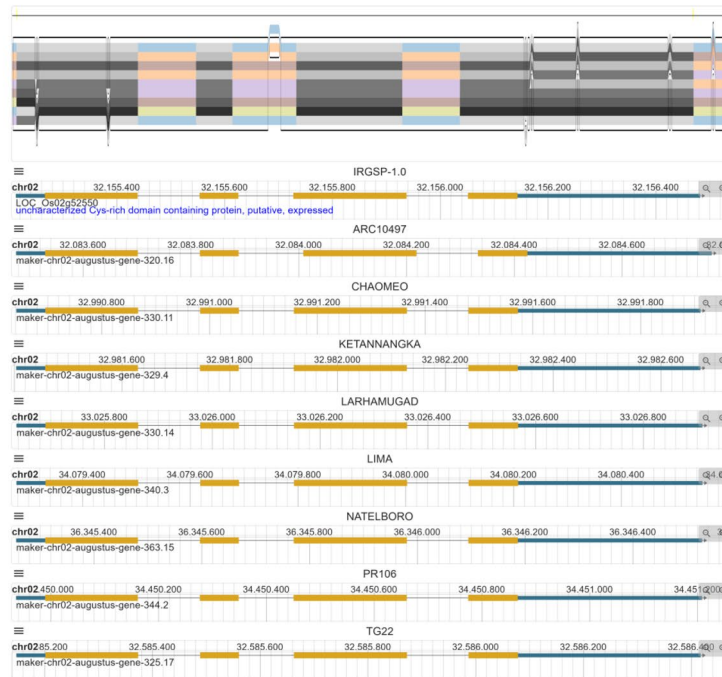 IRGSP-1.0
chr02 32.155.400 32.155.600 32.155.800 32.156.000 32.156.200 32.156.400
LOC_Os02g52550
uncharacterized Cys-rich domain containing protein, putative, expressed
ARC10497
chr02 32.083.600 32.083.800 32.084.000 32.084.200 32.084.400 32.084.600
maker-chr02-augustus-gene-320.16
CHAOMEO
chr02 32.990.800 32.991.000 32.991.200 32.991.400 32.991.600 32.991.800
maker-chr02-augustus-gene-330.11
KETANNANGKA
chr02 32.981.600 32.981.800 32.982.000 32.982.200 32.982.400 32.982.600
maker-chr02-augustus-gene-329.4
LARHAMUGAD
chr02 33.025.800 33.026.000 33.026.200 33.026.400 33.026.600 33.026.800
maker-chr02-augustus-gene-330.14
LIMA
chr02 34.079.400 34.079.600 34.079.800 34.080.000 34.080.200 34.080.400
maker-chr02-augustus-gene-340.3
NATELBORO
chr02 36.345.400 36.345.600 36.345.800 36.346.000 36.346.200 36.346.400
maker-chr02-augustus-gene-363.15
PR106
chr02 .450.000 34.450.200 34.450.400 34.450.600 34.450.800 34.451.000
maker-chr02-augustus-gene-344.2
TG22
chr02 85.200 32.585.400 32.585.600 32.585.800 32.586.000 32.586.200 32.586.400
maker-chr02-augustus-gene-325.17